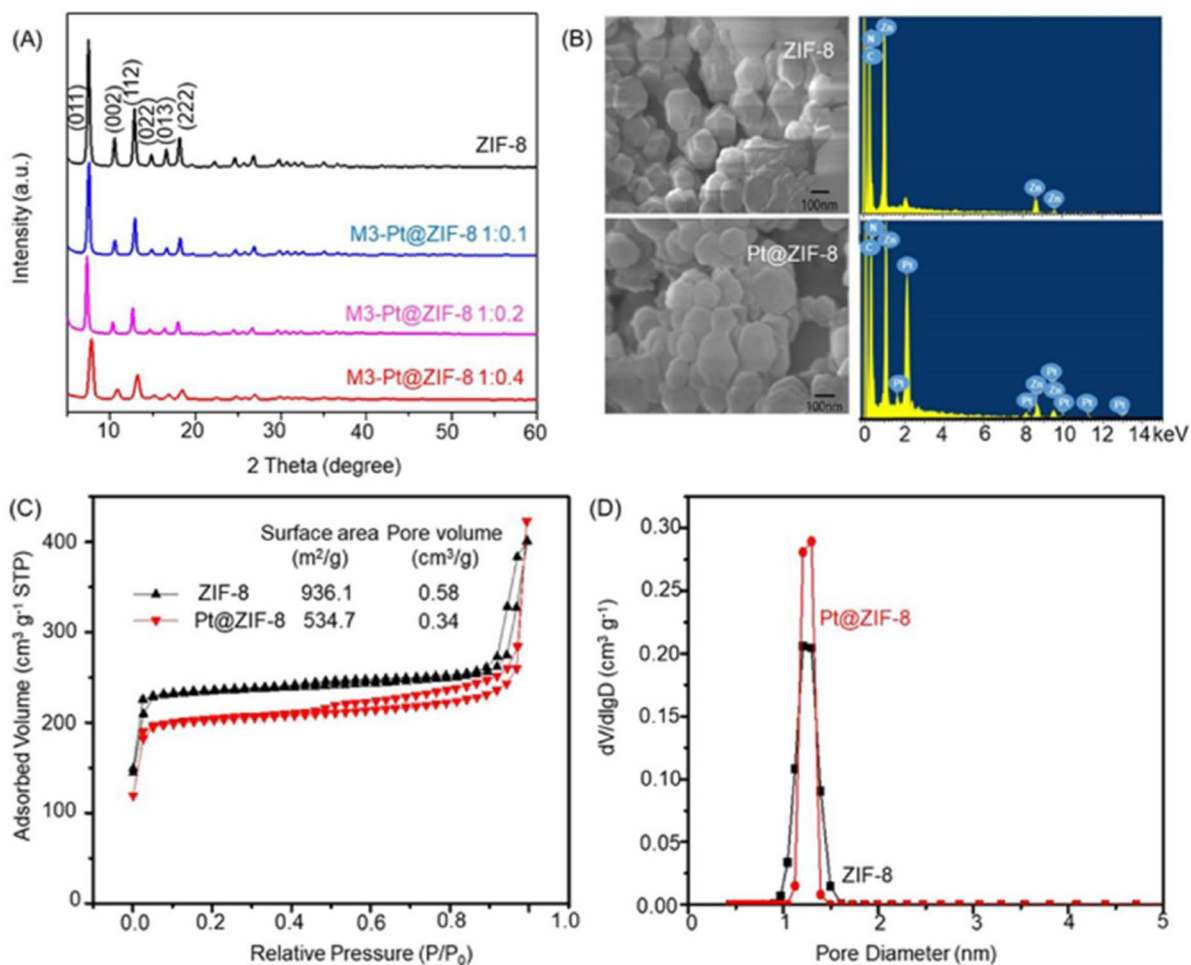 (A)
(011)
(002)
(112)
(022)
(013)
(222)
ZIF-8
M3-Pt@ZIF-8 1:0.1
M3-Pt@ZIF-8 1:0.2
M3-Pt@ZIF-8 1:0.4
Intensity (a.u.)
10 20 30 40 50 60
2 Theta (degree)
(B)
ZIF-8
100nm
N
C
Zn
Zn
Zn
Pt@ZIF-8
100nm
N
C
Zn
Pt
Pt
Pt
Zn
Pt
Zn
Pt
Pt
Pt
0 2 4 6 8 10 12 14 keV
(C)
Surface area Pore volume
(m²/g) (cm³/g)
ZIF-8 936.1 0.58
Pt@ZIF-8 534.7 0.34
Adsorbed Volume (cm³ g⁻¹ STP)
400
300
200
100
0
0.0 0.2 0.4 0.6 0.8 1.0
Relative Pressure (P/P₀)
(D)
dV/dlgD (cm³ g⁻¹)
0.30
0.25
0.20
0.15
0.10
0.05
0.00
Pt@ZIF-8
ZIF-8
0 1 2 3 4 5
Pore Diameter (nm)